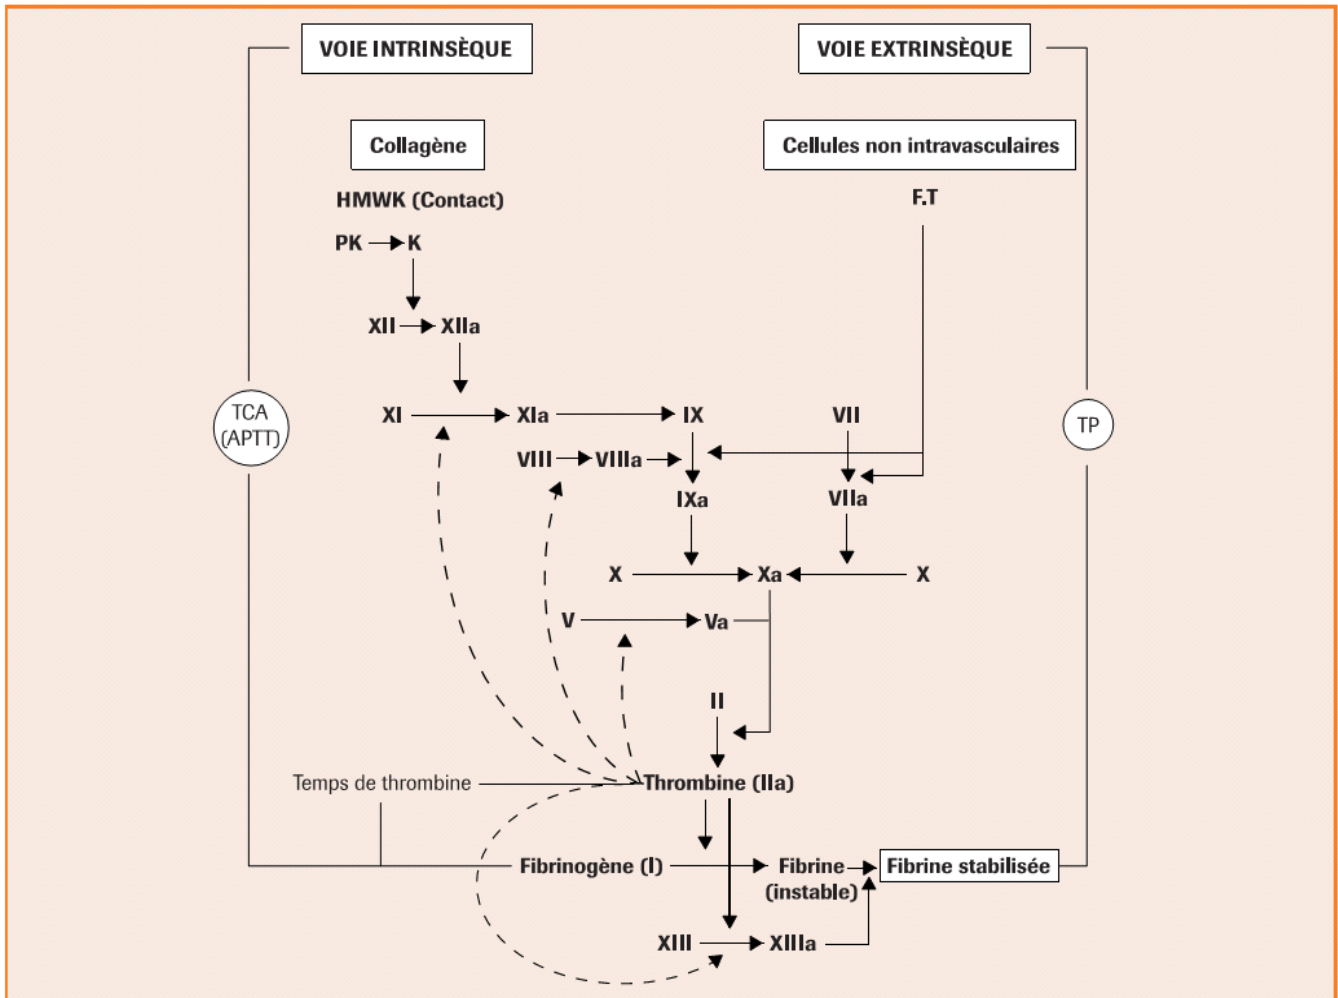 VOIE INTRINSÈQUE
VOIE EXTRINSÈQUE
Collagène
Cellules non intravasculaires
HMWK (Contact)
F.T
PK K
XII XIIa
TCA
(APTT)
XI XIa IX VII
TP
VIII VIIIa
IXa VIIa
X Xa X
V Va
II
Temps de thrombine Thrombine (IIa)
Fibrinogène (I) Fibrine Fibrine stabilisée
(instable)
XIII XIIIa